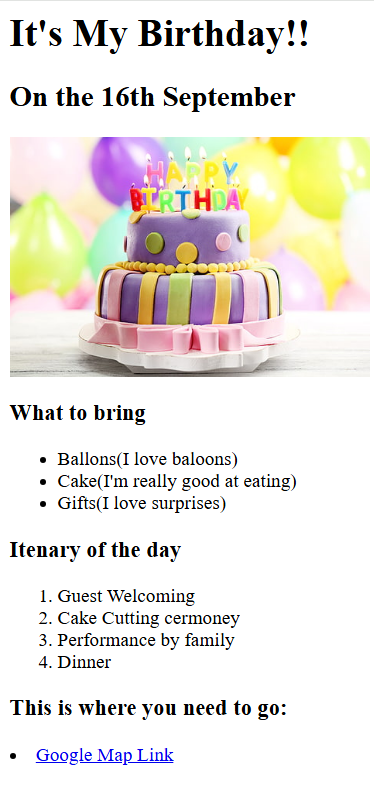 It's My Birthday!!
On the 16th September
HAPPY
BIRTHDAY
What to bring
• Ballons(I love baloons)
• Cake(I'm really good at eating)
• Gifts(I love surprises)
Itenary of the day
1. Guest Welcoming
2. Cake Cutting cermoney
3. Performance by family
4. Dinner
This is where you need to go:
• Google Map Link